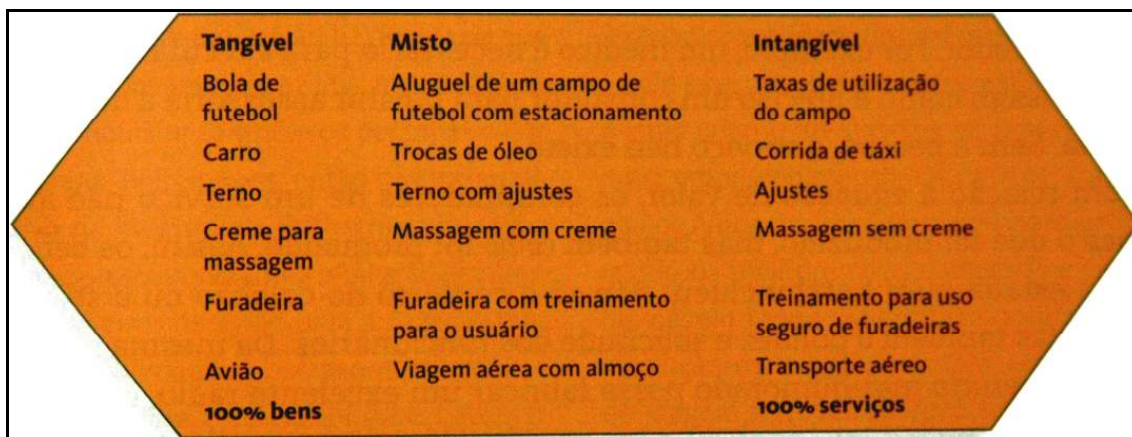 Tangível Misto Intangível
Bola de Aluguel de um campo de Taxas de utilização
futebol futebol com estacionamento do campo
Carro Trocas de óleo Corrida de táxi
Terno Terno com ajustes Ajustes
Creme para Massagem com creme Massagem sem creme
massagem
Furadeira Furadeira com treinamento Treinamento para uso
para o usuário seguro de furadeiras
Avião Viagem aérea com almoço Transporte aéreo
100% bens 100% serviços